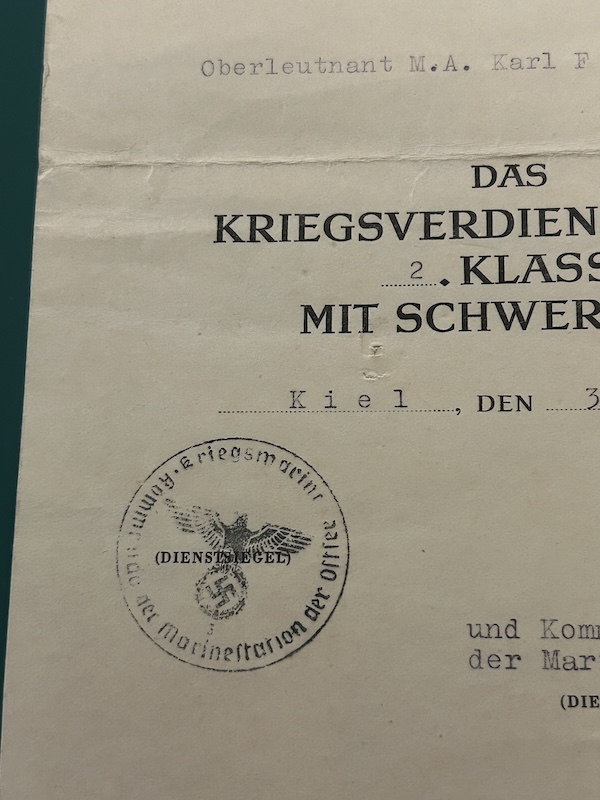 Oberleutnant M.A. Karl F
DAS
KRIEGSVERDIEN
2. KLASS
MIT SCHWER
Kiel, DEN 3
Kriegsmarine
(DIENSTSIEGEL)
Kommando der Marinestation der Ostsee
3
und Komm
der Mar
(DIE